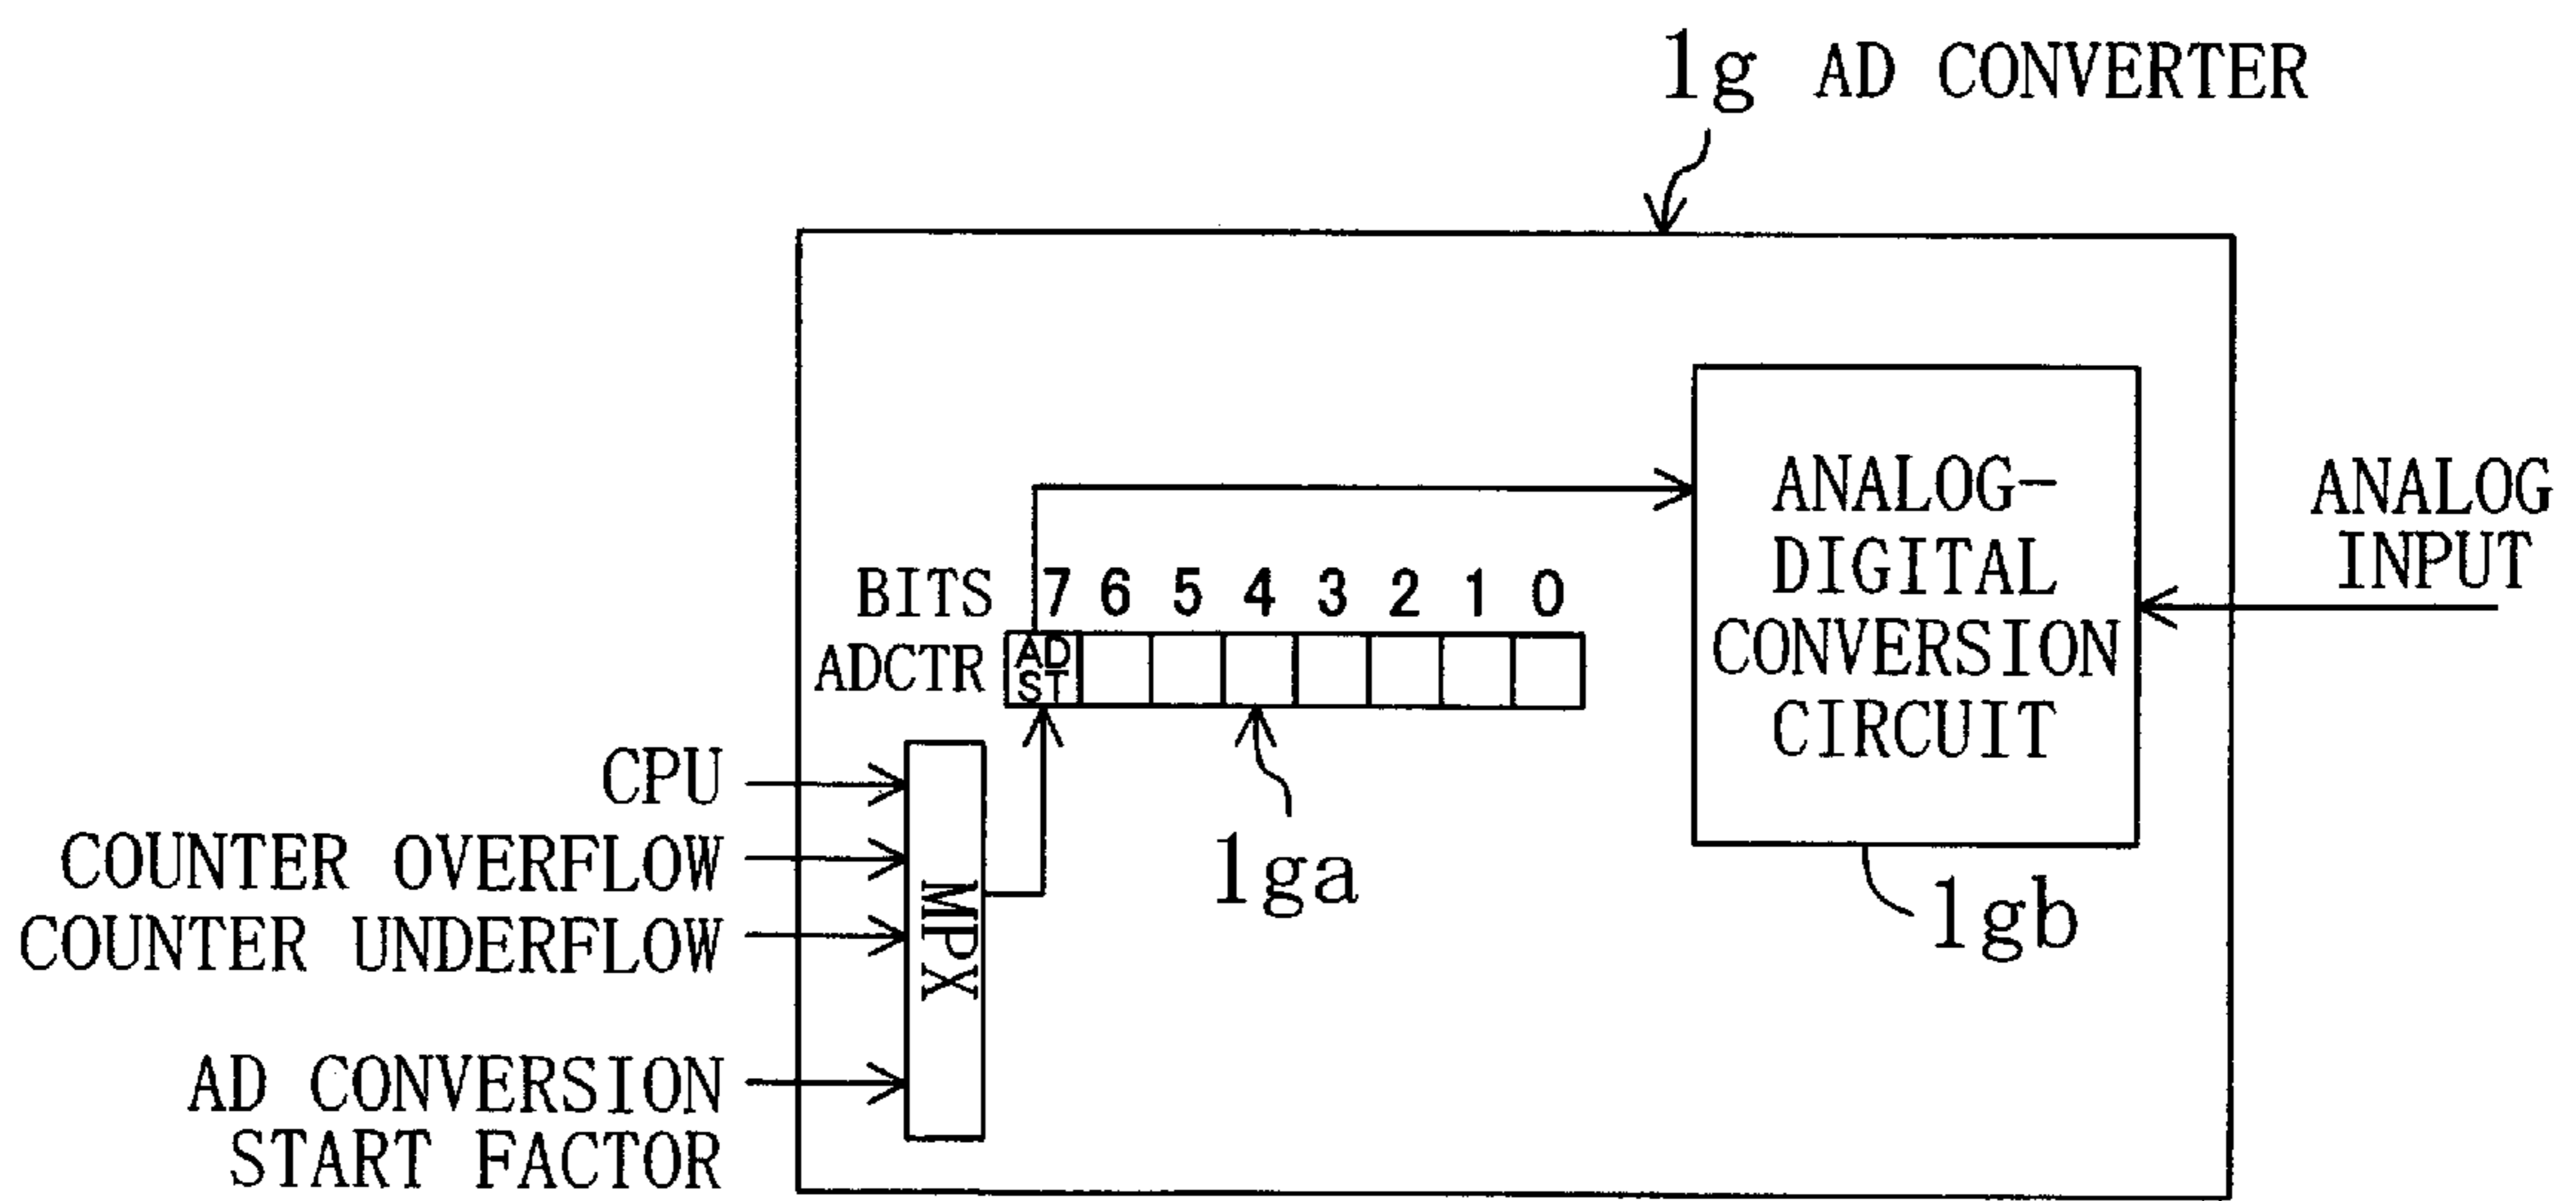 1g AD CONVERTER
ANALOG-
DIGITAL
CONVERSION
CIRCUIT
ANALOG
INPUT
BITS 7 6 5 4 3 2 1 0
ADCTR AD
ST
CPU
COUNTER OVERFLOW
COUNTER UNDERFLOW
AD CONVERSION
START FACTOR
MPX
1ga
1gb